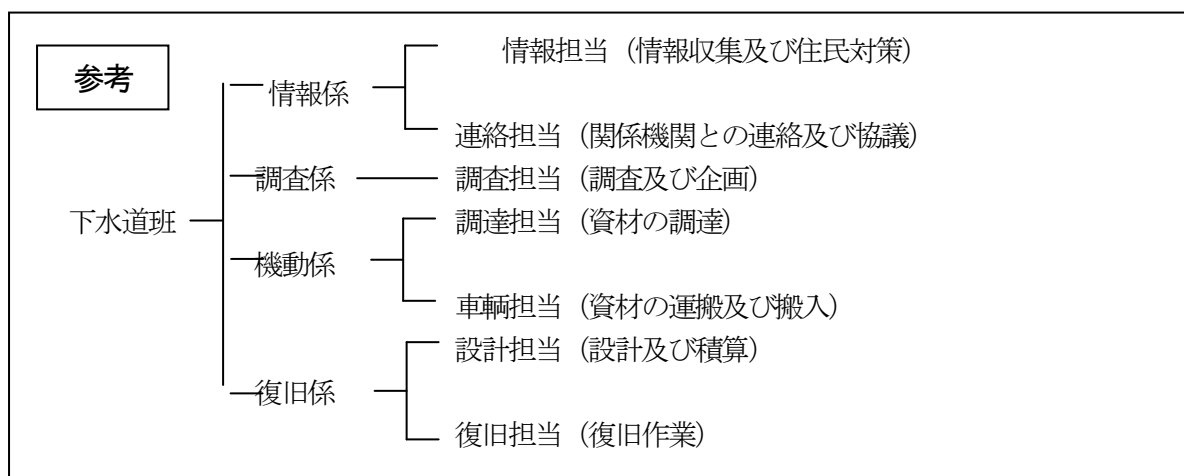 参考
情報担当（情報収集及び住民対策）
情報係
連絡担当（関係機関との連絡及び協議）
調査係
調査担当（調査及び企画）
下水道班
調達担当（資材の調達）
機動係
車輌担当（資材の運搬及び搬入）
設計担当（設計及び積算）
復旧係
復旧担当（復旧作業）